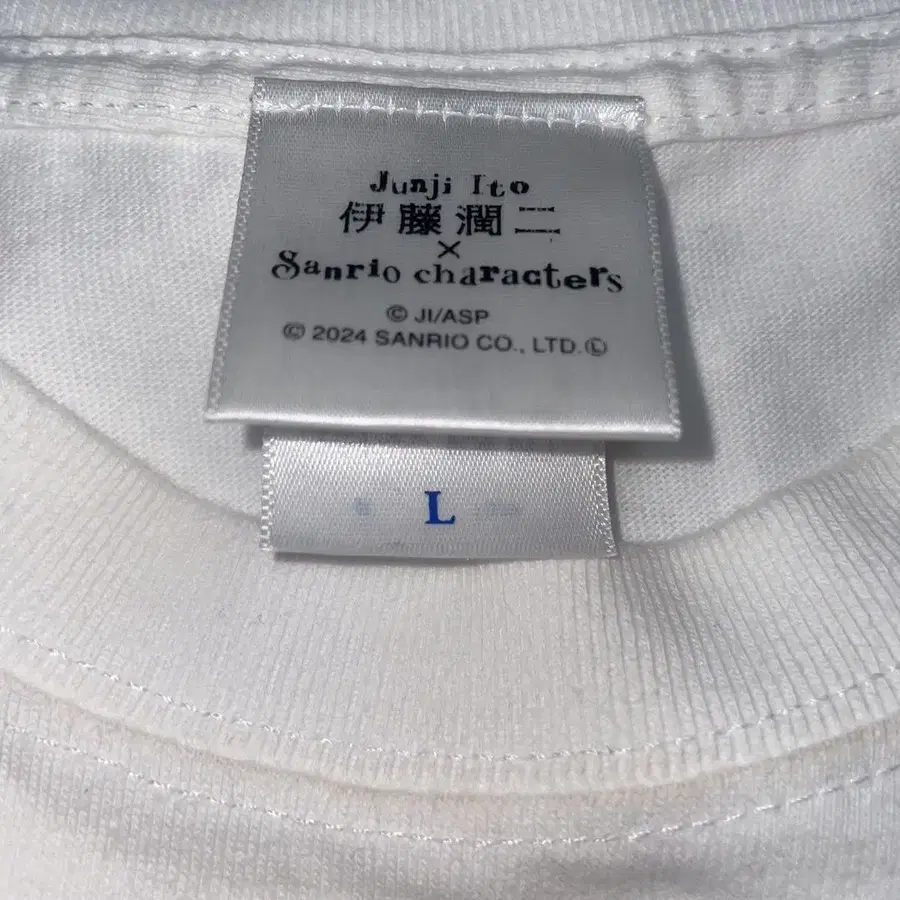 Junji Ito
伊藤潤二
×
Sanrio characters
© JI/ASP
© 2024 SANRIO CO., LTD. Ⓛ
L